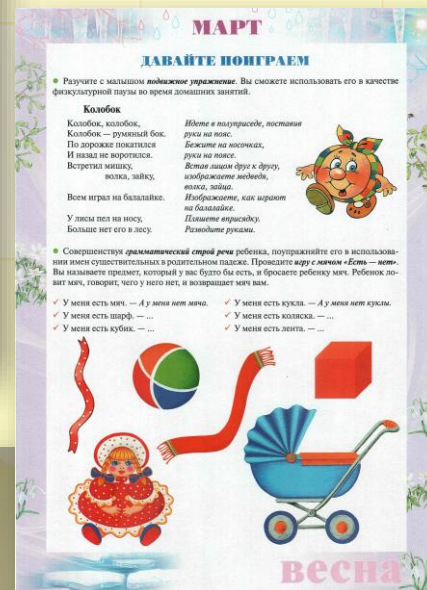 МАРТ
ДАВАЙТЕ ПОИГРАЕМ
● Разучите с малышом подвижное упражнение. Вы сможете использовать его в качестве
физкультурной паузы во время домашних занятий.
Колобок
Колобок, колобок,
Колобок — румяный бок.
По дорожке покатился
И назад не воротился.
Встретил мишку,
волка, зайку,
Всем играл на балалайке.
У лисы пел на носу,
Больше нет его в лесу.
Идете в полуприседе, поставив
руки на пояс.
Бежите на носочках,
руки на поясе.
Встав лицом друг к другу,
изображаете медведя,
волка, зайца.
Изображаете, как играют
на балалайке.
Пляшете вприсядку.
Разводите руками.
● Совершенствуя грамматический строй речи ребенка, поупражняйте его в использова-
нии имен существительных в родительном падеже. Проведите игру с мячом «Есть — нет».
Вы называете предмет, который у вас будто бы есть, и бросаете ребенку мяч. Ребенок ло-
вит мяч, говорит, чего у него нет, и возвращает мяч вам.
✓ У меня есть мяч. — А у меня нет мяча.
✓ У меня есть шарф. — ...
✓ У меня есть кубик. — ...
✓ У меня есть кукла. — А у меня нет куклы.
✓ У меня есть коляска. — ...
✓ У меня есть лента. — ...
весна